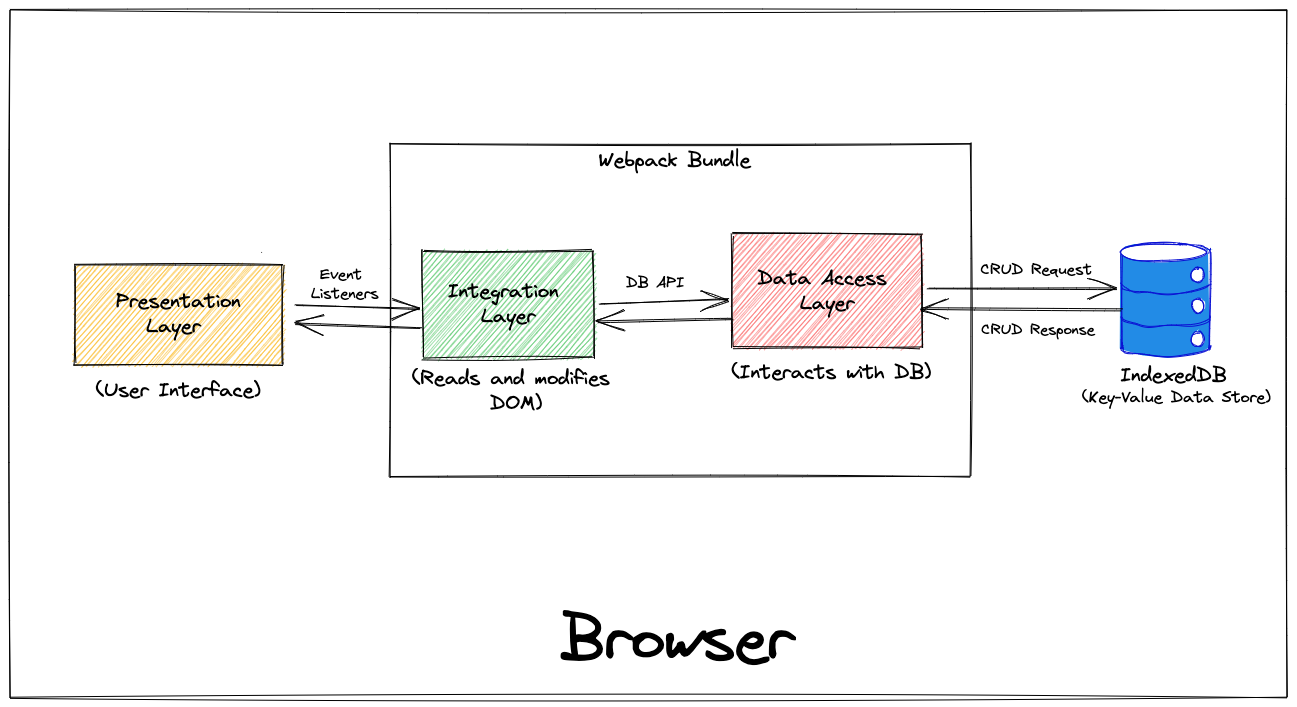 Webpack Bundle
Presentation
Layer
(User Interface)
Event
Listeners
Integration
Layer
(Reads and modifies
DOM)
DB API
Data Access
Layer
(Interacts with DB)
CRUD Request
CRUD Response
IndexedDB
(Key-Value Data Store)
Browser